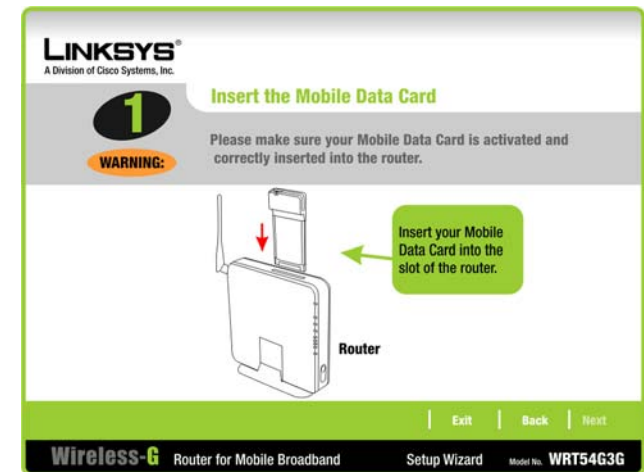 LINKSYS®
A Division of Cisco Systems, Inc.
1
WARNING:
Insert the Mobile Data Card
Please make sure your Mobile Data Card is activated and
correctly inserted into the router.
Insert your Mobile
Data Card into the
slot of the router.
Router
Exit | Back | Next
Wireless-G Router for Mobile Broadband Setup Wizard Model No. WRT54G3G